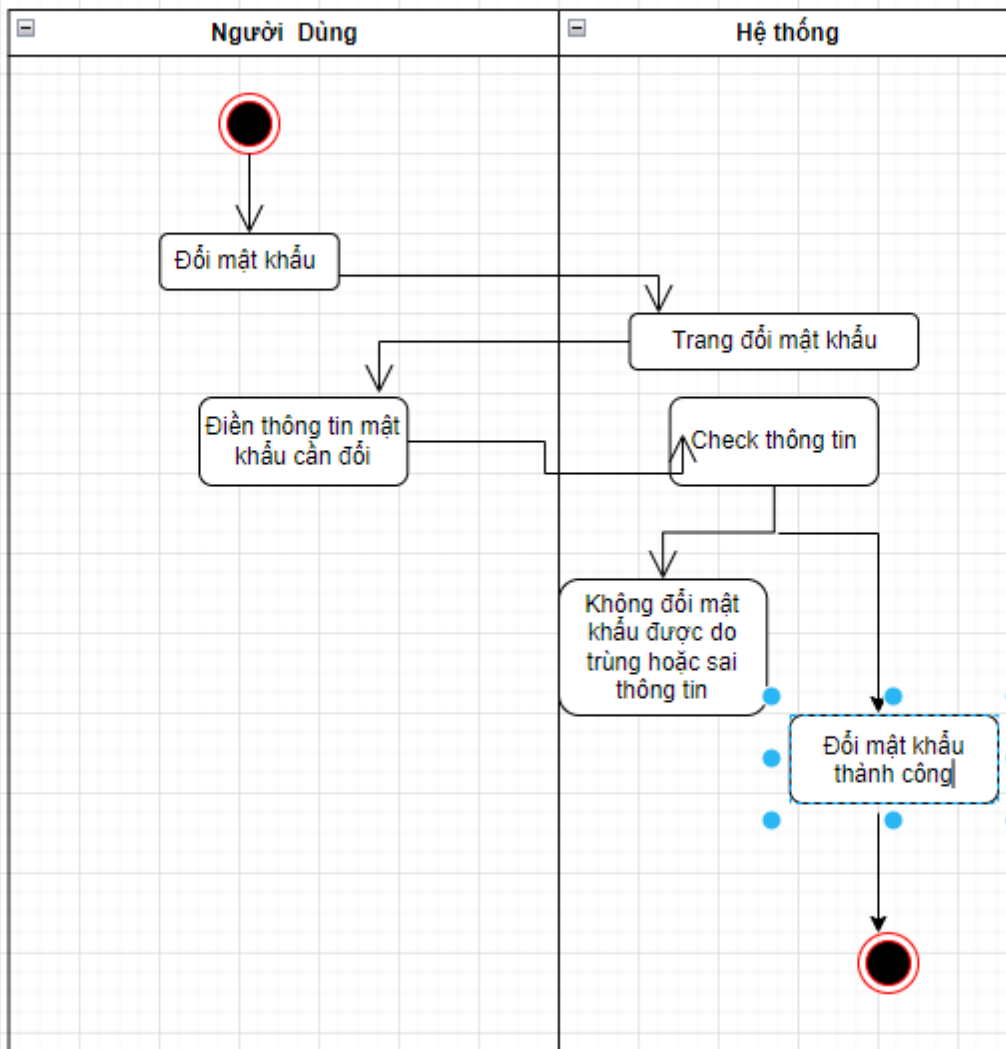 Người Dùng
Hệ thống
Đổi mật khẩu
Trang đổi mật khẩu
Điền thông tin mật
khẩu cần đổi
Check thông tin
Không đổi mật
khẩu được do
trùng hoặc sai
thông tin
Đổi mật khẩu
thành công